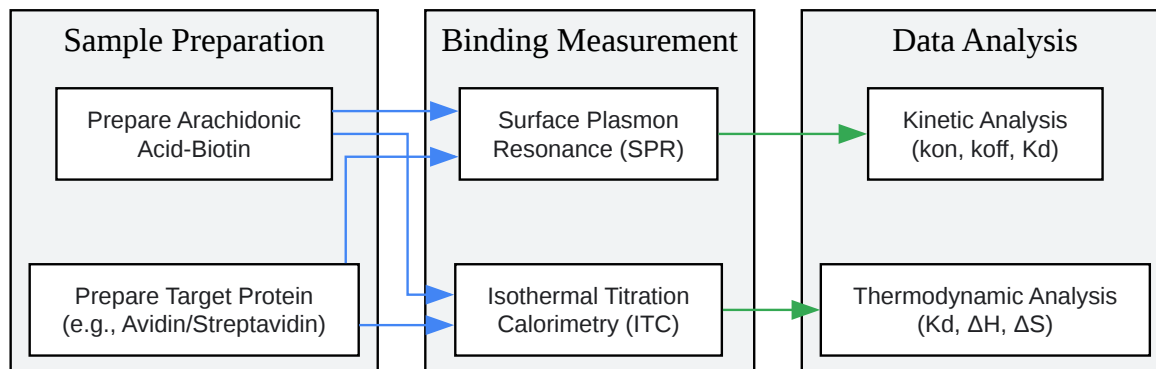 Sample Preparation
Prepare Arachidonic
Acid-Biotin
Prepare Target Protein
(e.g., Avidin/Streptavidin)
Binding Measurement
Surface Plasmon
Resonance (SPR)
Isothermal Titration
Calorimetry (ITC)
Data Analysis
Kinetic Analysis
(kon, koff, Kd)
Thermodynamic Analysis
(Kd, ΔH, ΔS)